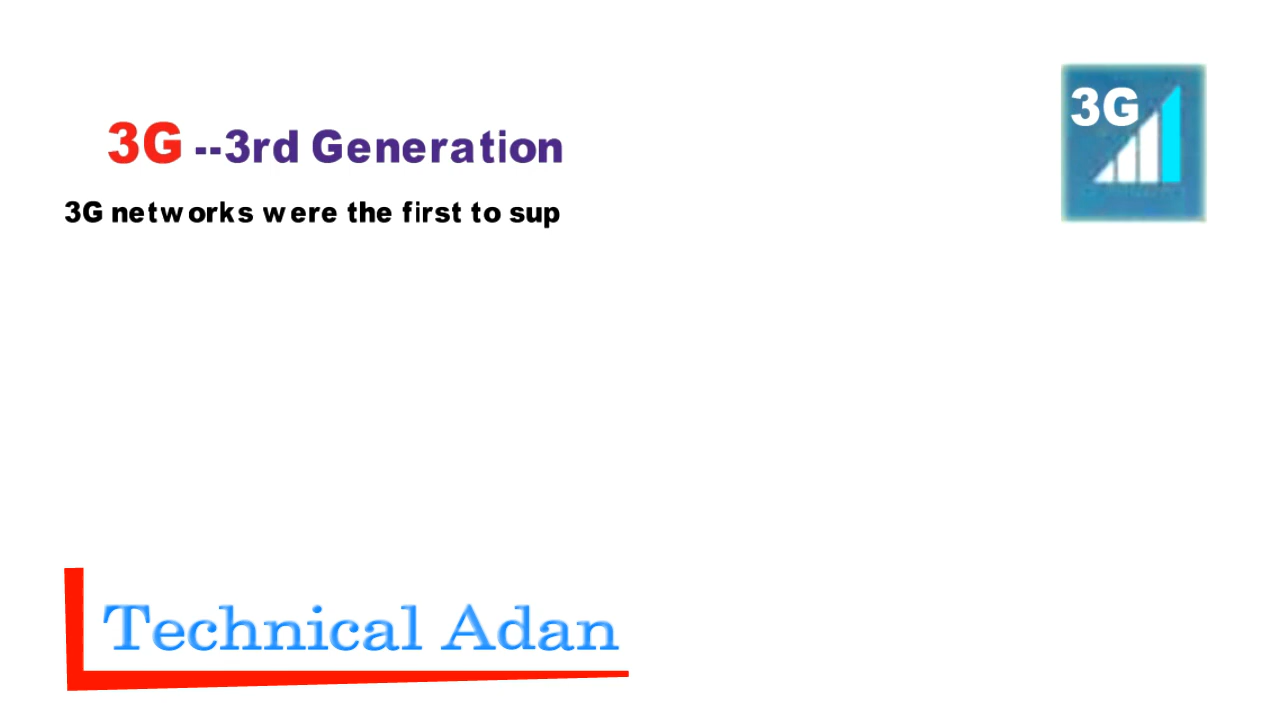 3G
3G --3rd Generation
3G networks were the first to sup
Technical Adan